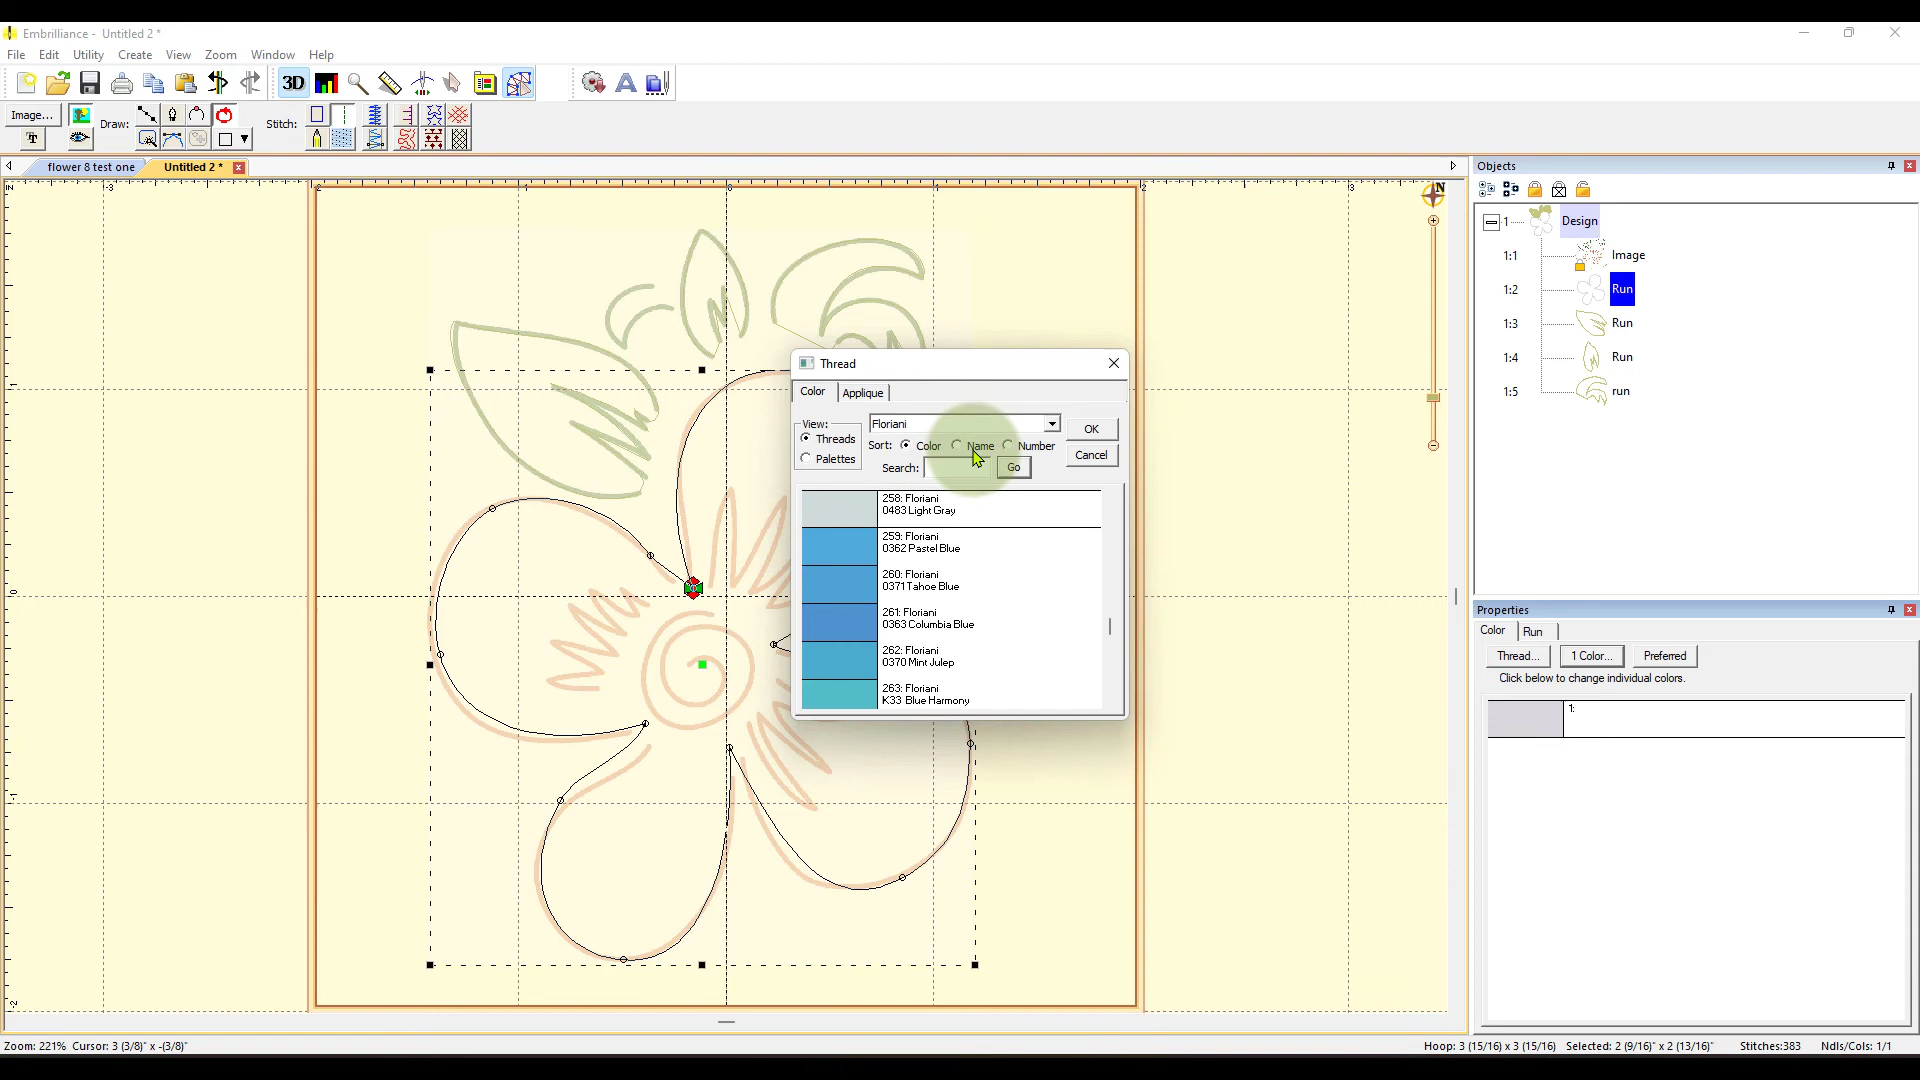 Embrilliance - Untitled 2 *
File Edit Utility Create View Zoom Window Help
3D
Image... Draw: Stitch:
flower 8 test one Untitled 2 *
Objects
N
1 Design
1:1 Image
1:2 Run
1:3 Run
1:4 Run
1:5 run
Thread
Color Applique
View: Floriani OK
Threads Sort: Color Name Number
Palettes Cancel
Search: Go
258: Floriani
0483 Light Gray
259: Floriani
0362 Pastel Blue
260: Floriani
0371 Tahoe Blue
261: Floriani
0363 Columbia Blue
262: Floriani
0370 Mint Julep
263: Floriani
K33 Blue Harmony
Properties
Color Run
Thread... 1 Color... Preferred
Click below to change individual colors.
1:
Zoom: 221% Cursor: 3 (3/8)" x -(3/8)" Hoop: 3 (15/16) x 3 (15/16) Selected: 2 (9/16)" x 2 (13/16)" Stitches:383 Ndls/Cols: 1/1